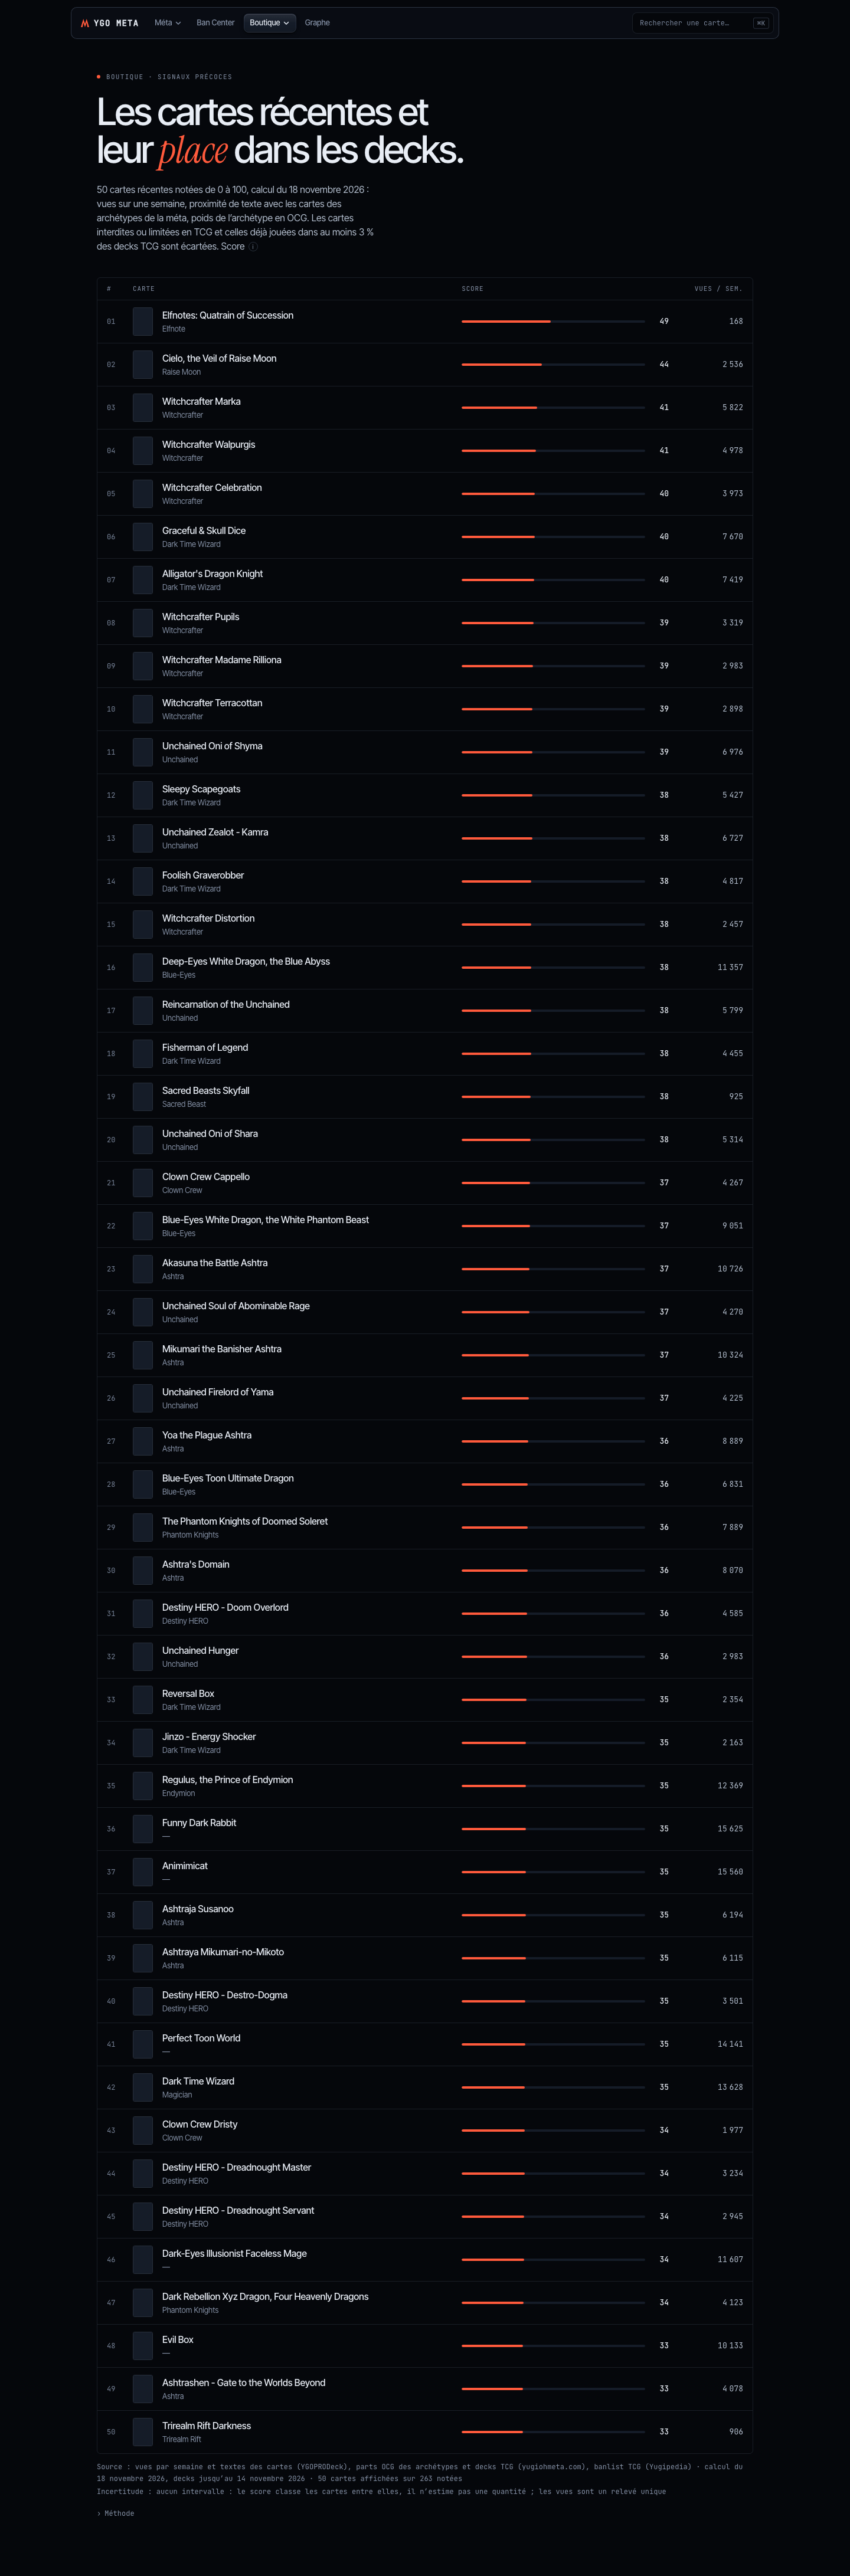 YGO META Méta Ban Center Boutique Graphe Rechercher une carte… ⌘K
BOUTIQUE · SIGNAUX PRÉCOCES
Les cartes récentes et
leur place dans les decks.
50 cartes récentes notées de 0 à 100, calcul du 18 novembre 2026 :
vues sur une semaine, proximité de texte avec les cartes des
archétypes de la méta, poids de l'archétype en OCG. Les cartes
interdites ou limitées en TCG et celles déjà jouées dans au moins 3 %
des decks TCG sont écartées. Score i
# CARTE SCORE VUES / SEM.
01 Elfnotes: Quatrain of Succession 49 168
Elfnote
02 Cielo, the Veil of Raise Moon 44 2 536
Raise Moon
03 Witchcrafter Marka 41 5 822
Witchcrafter
04 Witchcrafter Walpurgis 41 4 978
Witchcrafter
05 Witchcrafter Celebration 40 3 973
Witchcrafter
06 Graceful & Skull Dice 40 7 670
Dark Time Wizard
07 Alligator's Dragon Knight 40 7 419
Dark Time Wizard
08 Witchcrafter Pupils 39 3 319
Witchcrafter
09 Witchcrafter Madame Rilliona 39 2 983
Witchcrafter
10 Witchcrafter Terracottan 39 2 898
Witchcrafter
11 Unchained Oni of Shyma 39 6 976
Unchained
12 Sleepy Scapegoats 38 5 427
Dark Time Wizard
13 Unchained Zealot - Kamra 38 6 727
Unchained
14 Foolish Graverobber 38 4 817
Dark Time Wizard
15 Witchcrafter Distortion 38 2 457
Witchcrafter
16 Deep-Eyes White Dragon, the Blue Abyss 38 11 357
Blue-Eyes
17 Reincarnation of the Unchained 38 5 799
Unchained
18 Fisherman of Legend 38 4 455
Dark Time Wizard
19 Sacred Beasts Skyfall 38 925
Sacred Beast
20 Unchained Oni of Shara 38 5 314
Unchained
21 Clown Crew Cappello 37 4 267
Clown Crew
22 Blue-Eyes White Dragon, the White Phantom Beast 37 9 051
Blue-Eyes
23 Akasuna the Battle Ashtra 37 10 726
Ashtra
24 Unchained Soul of Abominable Rage 37 4 270
Unchained
25 Mikumari the Banisher Ashtra 37 10 324
Ashtra
26 Unchained Firelord of Yama 37 4 225
Unchained
27 Yoa the Plague Ashtra 36 8 889
Ashtra
28 Blue-Eyes Toon Ultimate Dragon 36 6 831
Blue-Eyes
29 The Phantom Knights of Doomed Soleret 36 7 889
Phantom Knights
30 Ashtra's Domain 36 8 070
Ashtra
31 Destiny HERO - Doom Overlord 36 4 585
Destiny HERO
32 Unchained Hunger 36 2 983
Unchained
33 Reversal Box 35 2 354
Dark Time Wizard
34 Jinzo - Energy Shocker 35 2 163
Dark Time Wizard
35 Regulus, the Prince of Endymion 35 12 369
Endymion
36 Funny Dark Rabbit 35 15 625
—
37 Animimicat 35 15 560
—
38 Ashtraja Susanoo 35 6 194
Ashtra
39 Ashtraya Mikumari-no-Mikoto 35 6 115
Ashtra
40 Destiny HERO - Destro-Dogma 35 3 501
Destiny HERO
41 Perfect Toon World 35 14 141
—
42 Dark Time Wizard 35 13 628
Magician
43 Clown Crew Dristy 34 1 977
Clown Crew
44 Destiny HERO - Dreadnought Master 34 3 234
Destiny HERO
45 Destiny HERO - Dreadnought Servant 34 2 945
Destiny HERO
46 Dark-Eyes Illusionist Faceless Mage 34 11 607
—
47 Dark Rebellion Xyz Dragon, Four Heavenly Dragons 34 4 123
Phantom Knights
48 Evil Box 33 10 133
—
49 Ashtrashen - Gate to the Worlds Beyond 33 4 078
Ashtra
50 Trirealm Rift Darkness 33 906
Trirealm Rift
Source : vues par semaine et textes des cartes (YGOPRODeck), parts OCG des archétypes et decks TCG (yugiohmeta.com), banlist TCG (Yugipedia) · calcul du
18 novembre 2026, decks jusqu'au 14 novembre 2026 · 50 cartes affichées sur 263 notées
Incertitude : aucun intervalle : le score classe les cartes entre elles, il n'estime pas une quantité ; les vues sont un relevé unique
› Méthode